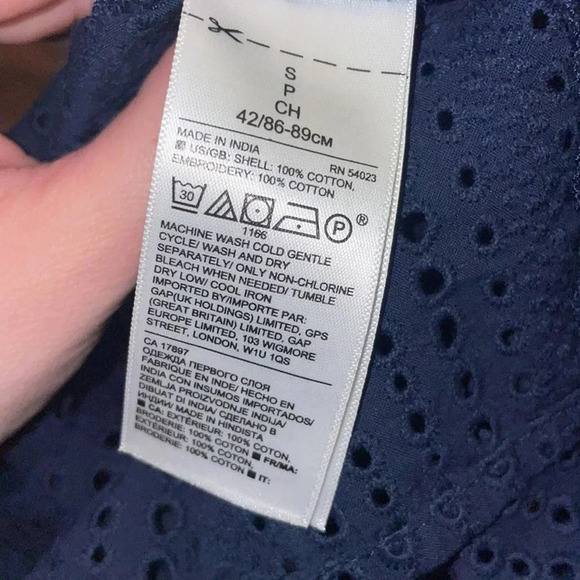 S
P
CH
42/86-89CM
MADE IN INDIA RN 54023
US/GB: SHELL: 100% COTTON,
EMBROIDERY: 100% COTTON
30 P ®
1166
MACHINE WASH COLD GENTLE
CYCLE/ WASH AND DRY
SEPARATELY/ ONLY NON-CHLORINE
BLEACH WHEN NEEDED/ TUMBLE
DRY LOW/ COOL IRON
IMPORTED BY/IMPORTE PAR:
GAP(UK HOLDINGS) LIMITED, GPS
(GREAT BRITAIN) LIMITED, GAP
EUROPE LIMITED, 103 WIGMORE
STREET, LONDON, W1U 1QS
CA 17897
ОДЕЖДА ПЕРВОГО СЛОЯ
FABRIQUE EN INDE/ HECHO EN
INDIA CON INSUMOS IMPORTADOS/
ZEMLJA PROIZVODNJE INDIJA/
DIBUAT DI INDIA/ СДЕЛАНО В
ИНДИИ/ MADE IN HINDISTA
CA: EXTÉRIEUR: 100% COTON,
BRODERIE: 100% COTON FR/MA:
EXTÉRIEUR: 100% COTON,
BRODERIE: 100% COTON IT: